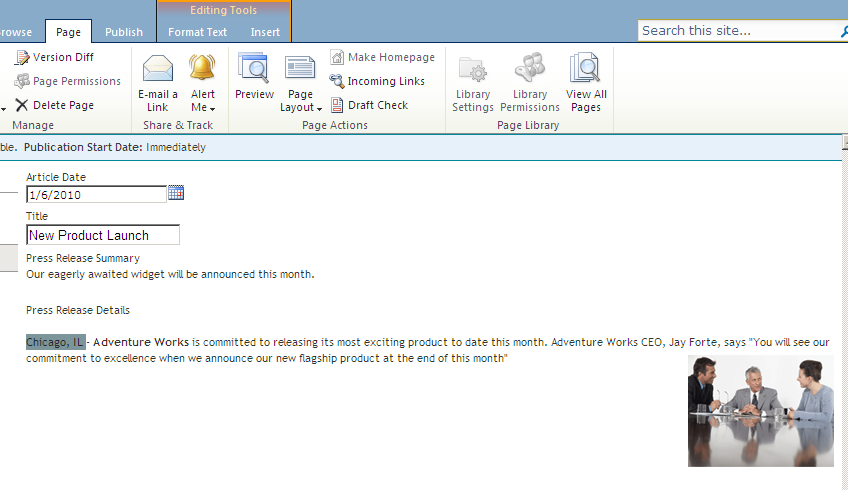 Editing Tools
Browse Page Publish Format Text Insert
Search this site...
Version Diff
Page Permissions
Delete Page
Manage
E-mail a Link
Alert Me
Share & Track
Preview
Page Layout
Make Homepage
Incoming Links
Draft Check
Page Actions
Library Settings
Library Permissions
View All Pages
Page Library
ble. Publication Start Date: Immediately
Article Date
1/6/2010
Title
New Product Launch
Press Release Summary
Our eagerly awaited widget will be announced this month.
Press Release Details
Chicago, IL - Adventure Works is committed to releasing its most exciting product to date this month. Adventure Works CEO, Jay Forte, says "You will see our
commitment to excellence when we announce our new flagship product at the end of this month"